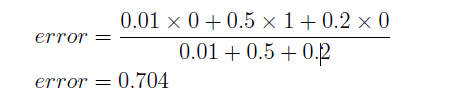 error = \frac{0.01 × 0 + 0.5 × 1 + 0.2 × 0}{0.01 + 0.5 + 0.2}
error = 0.704